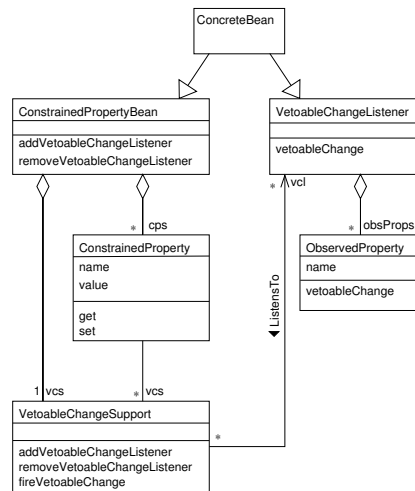 ConcreteBean
ConstrainedPropertyBean
addVetoableChangeListener
removeVetoableChangeListener
VetoableChangeListener
vetoableChange
* vcl
* cps
* obsProps
ConstrainedProperty
name
value
get
set
ObservedProperty
name
vetoableChange
ListensTo
1 vcs
* vcs
VetoableChangeSupport
*
addVetoableChangeListener
removeVetoableChangeListener
fireVetoableChange